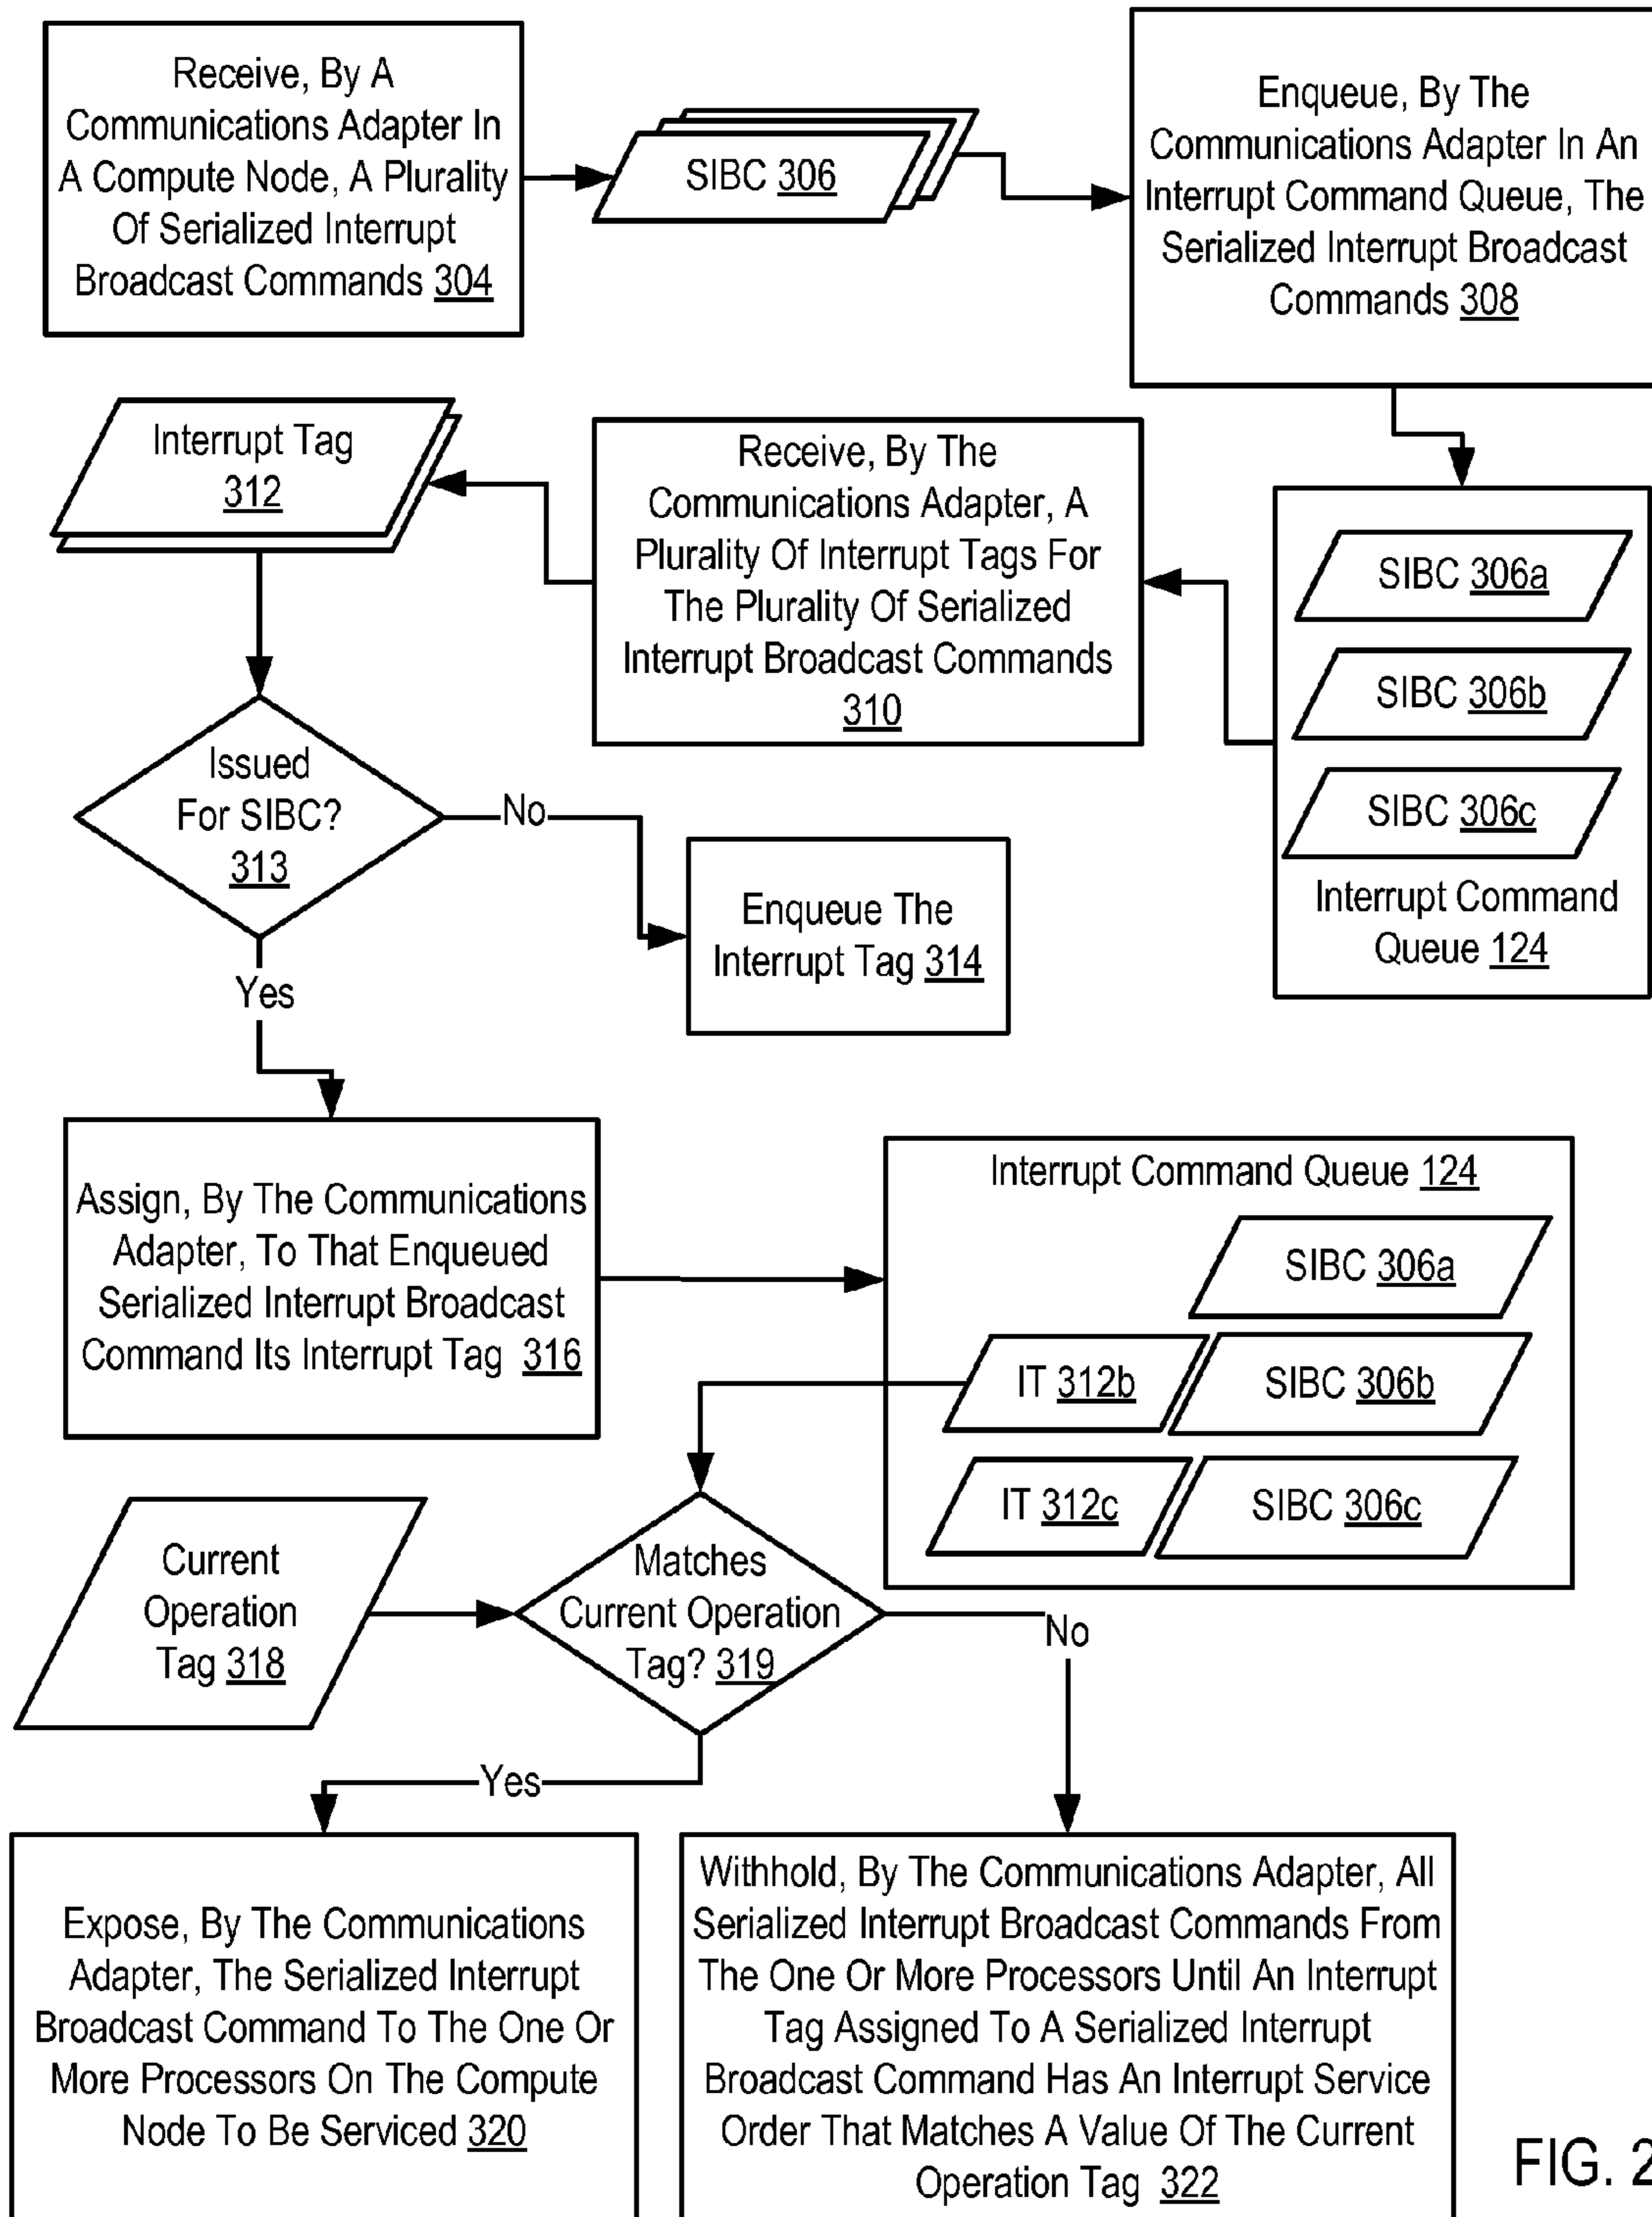 Receive, By A
Communications Adapter In
A Compute Node, A Plurality
Of Serialized Interrupt
Broadcast Commands 304
SIBC 306
Enqueue, By The
Communications Adapter In An
Interrupt Command Queue, The
Serialized Interrupt Broadcast
Commands 308
Interrupt Tag
312
Receive, By The
Communications Adapter, A
Plurality Of Interrupt Tags For
The Plurality Of Serialized
Interrupt Broadcast Commands
310
SIBC 306a
SIBC 306b
SIBC 306c
Interrupt Command
Queue 124
Issued
For SIBC?
313
No
Enqueue The
Interrupt Tag 314
Yes
Assign, By The Communications
Adapter, To That Enqueued
Serialized Interrupt Broadcast
Command Its Interrupt Tag 316
Interrupt Command Queue 124
SIBC 306a
IT 312b
SIBC 306b
IT 312c
SIBC 306c
Current
Operation
Tag 318
Matches
Current Operation
Tag? 319
No
Yes
Expose, By The Communications
Adapter, The Serialized Interrupt
Broadcast Command To The One Or
More Processors On The Compute
Node To Be Serviced 320
Withhold, By The Communications Adapter, All
Serialized Interrupt Broadcast Commands From
The One Or More Processors Until An Interrupt
Tag Assigned To A Serialized Interrupt
Broadcast Command Has An Interrupt Service
Order That Matches A Value Of The Current
Operation Tag 322
FIG. 2